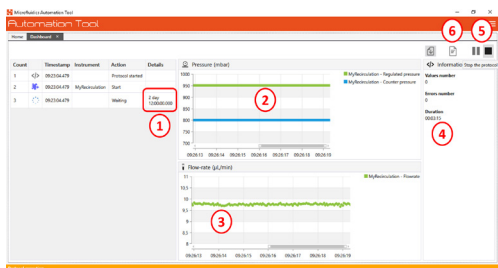 Microfluidics Automation Tool
Automation Tool
Home Dashboard ×
6 5
Count Timestamp Instrument Action Details
1 </> 09:23:04.479 Protocol started
2 09:23:04.479 MyRecirculation Start
3 09:23:04.479 Waiting 2 day 12:00:00.000
1
Pressure (mbar)
1000
950
900
850
800
750
700
MyRecirculation - Regulated pressure
MyRecirculation - Counter pressure
2
09:26:13 09:26:14 09:26:15 09:26:16 09:26:17 09:26:18 09:26:18
Flow-rate (µL/min)
11
10.5
10
9.5
9
8.5
8
MyRecirculation - Flowrate
3
09:26:13 09:26:14 09:26:15 09:26:16 09:26:17 09:26:18 09:26:19
</> Informatio Stop the protocol
Values number
0
Errors number
0
Duration
00:03:15
4